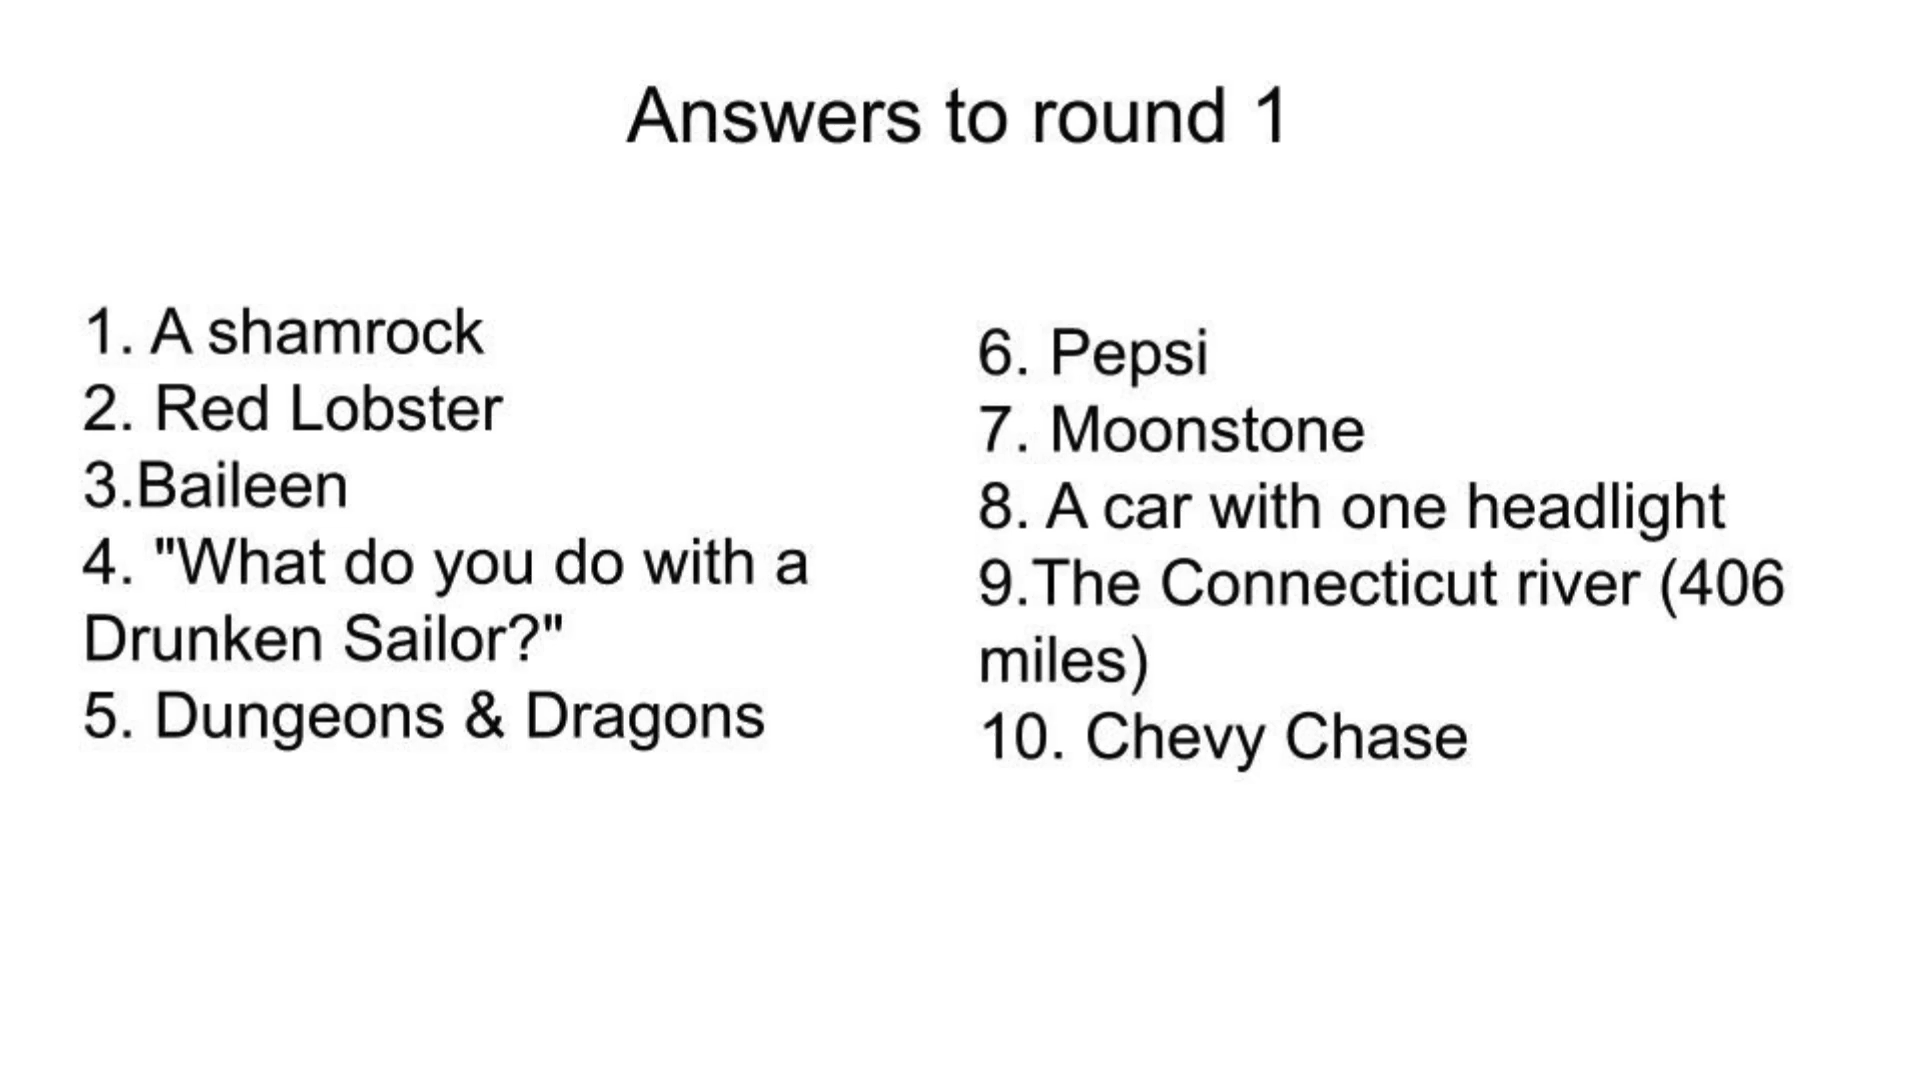 Answers to round 1
1. A shamrock
2. Red Lobster
3.Baileen
4. "What do you do with a
Drunken Sailor?"
5. Dungeons & Dragons
6. Pepsi
7. Moonstone
8. A car with one headlight
9.The Connecticut river (406
miles)
10. Chevy Chase